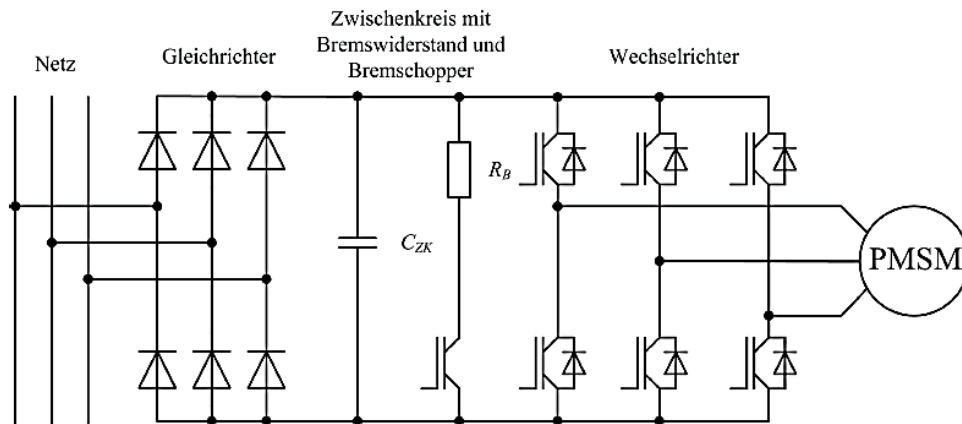 Netz
Gleichrichter
Zwischenkreis mit
Bremswiderstand und
Bremschopper
Wechselrichter
R_B
C_ZK
PMSM